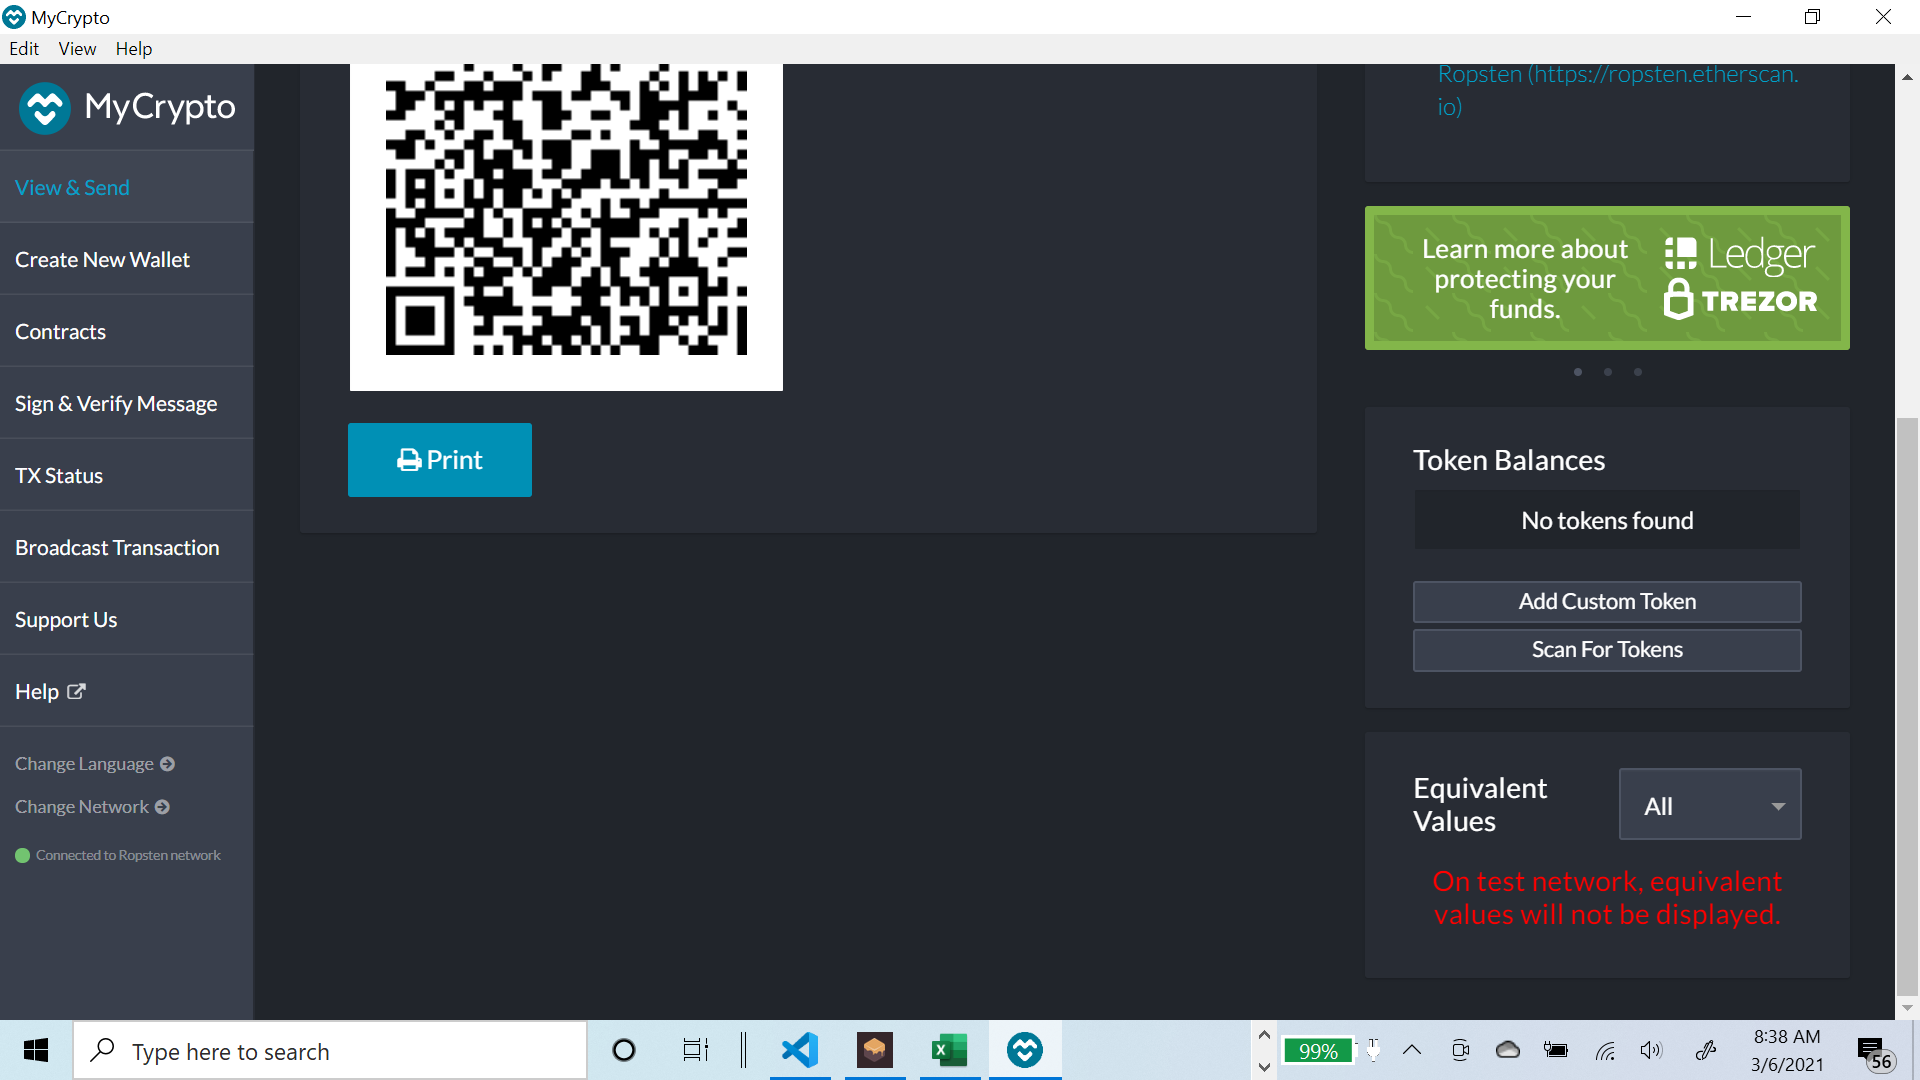 MyCrypto
Edit View Help
MyCrypto
View & Send
Create New Wallet
Contracts
Sign & Verify Message
TX Status
Broadcast Transaction
Support Us
Help
Change Language
Change Network
Connected to Ropsten network
Print
Ropsten (https://ropsten.etherscan.
io)
Learn more about
protecting your
funds.
Ledger
TREZOR
Token Balances
No tokens found
Add Custom Token
Scan For Tokens
Equivalent
Values
All
On test network, equivalent
values will not be displayed.
Type here to search
99%
8:38 AM
3/6/2021
56